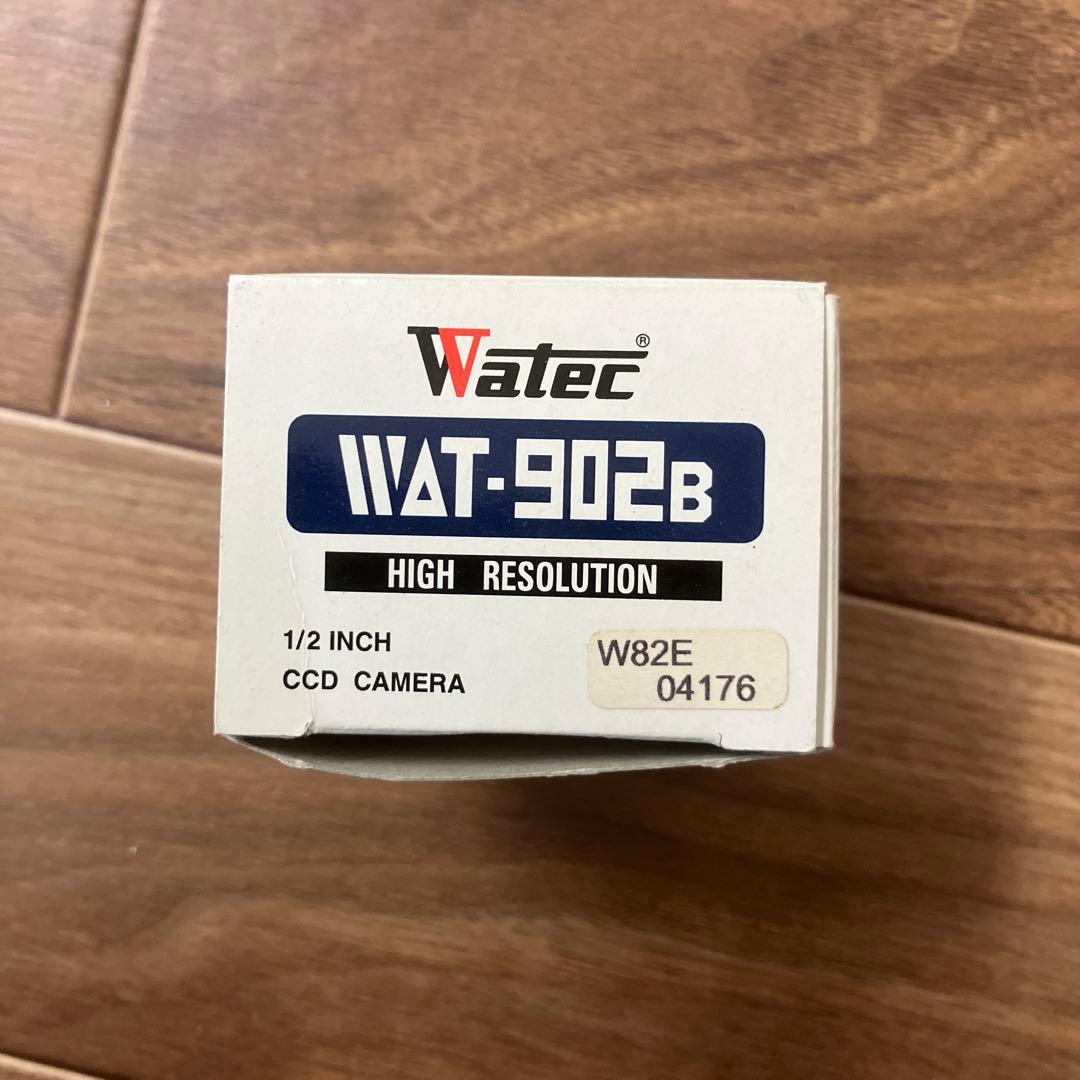 Watec®
WAT-902B
HIGH RESOLUTION
1/2 INCH
CCD CAMERA
W82E
04176